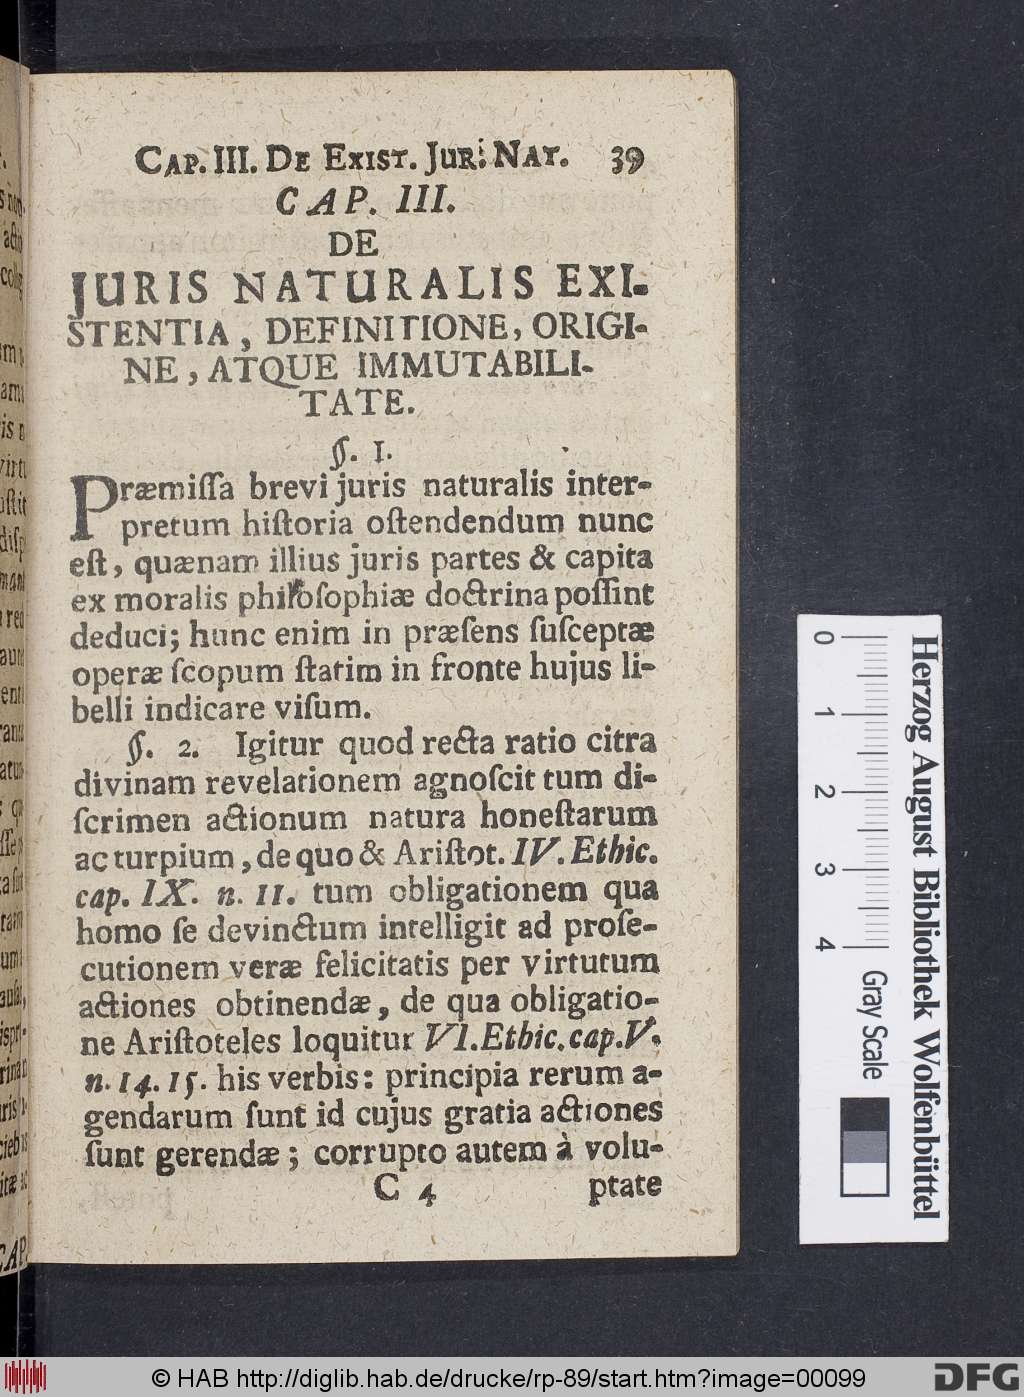 Cap. III. De Exist. Jur. Nat. 39
CAP. III.
DE
JURIS NATURALIS EXI-
STENTIA, DEFINITIONE, ORIGI-
NE, ATQUE IMMUTABILI-
TATE.
§. 1.
Præmiſſa brevi juris naturalis inter-
pretum hiſtoria oſtendendum nunc
eſt, quænam illius juris partes & capita
ex moralis philoſophiæ doctrina poſſint
deduci; hunc enim in præſens ſuſceptæ
operæ ſcopum ſtatim in fronte hujus li-
belli indicare viſum.
§. 2. Igitur quod recta ratio citra
divinam revelationem agnoſcit tum di-
ſcrimen actionum natura honeſtarum
ac turpium, de quo & Ariſtot. IV. Ethic.
cap. IX. n. 11. tum obligationem qua
homo ſe devinctum intelligit ad proſe-
cutionem veræ felicitatis per virtutum
actiones obtinendæ, de qua obligatio-
ne Ariſtoteles loquitur VI. Ethic. cap. V.
n. 14. 15. his verbis: principia rerum a-
gendarum ſunt id cujus gratia actiones
ſunt gerendæ; corrupto autem à volu-
C 4 ptate
CAP.
0 1 2 3 4
Gray Scale
Herzog August Bibliothek Wolfenbüttel
© HAB http://diglib.hab.de/drucke/rp-89/start.htm?image=00099
DFG